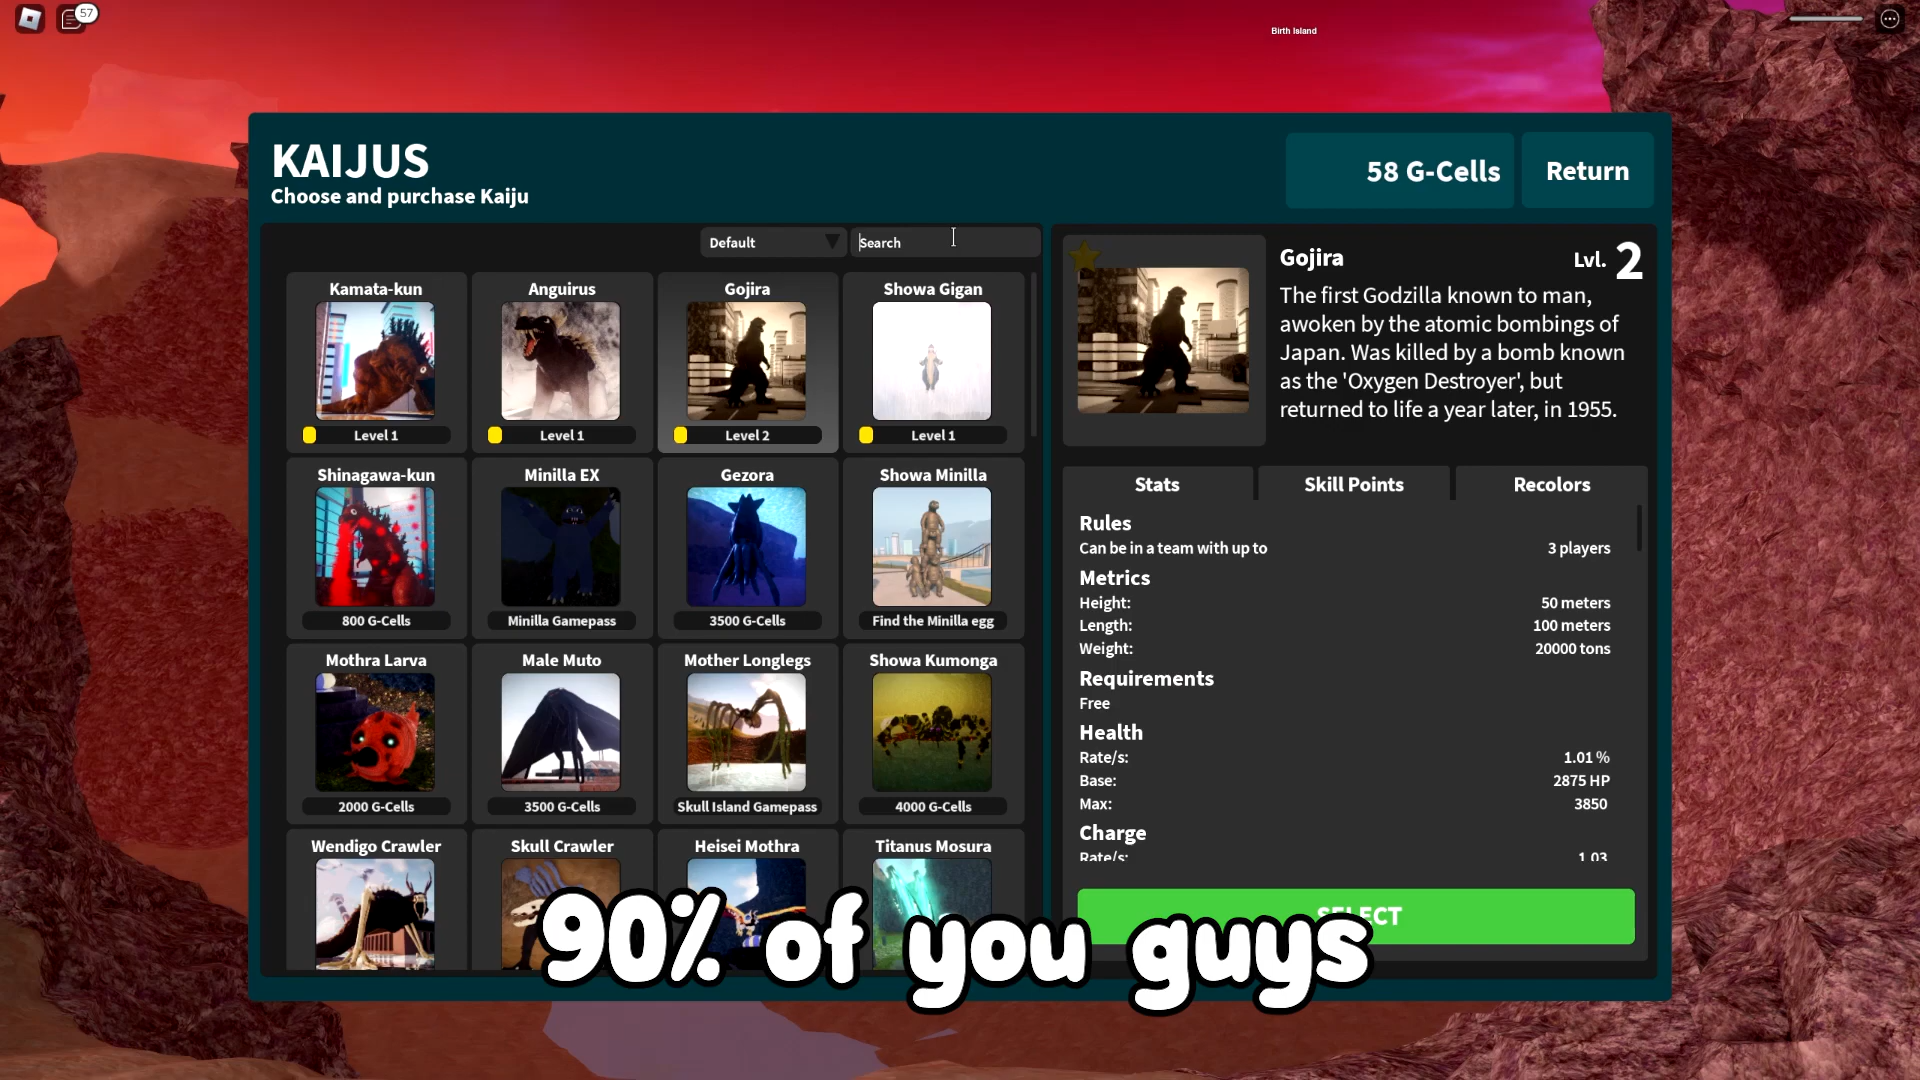 57
Birth Island
KAIJUS
Choose and purchase Kaiju
58 G-Cells
Return
Default
Search
Kamata-kun
Anguirus
Gojira
Showa Gigan
Level 1
Level 1
Level 2
Level 1
Shinagawa-kun
Minilla EX
Gezora
Showa Minilla
800 G-Cells
Minilla Gamepass
3500 G-Cells
Find the Minilla egg
Mothra Larva
Male Muto
Mother Longlegs
Showa Kumonga
2000 G-Cells
3500 G-Cells
Skull Island Gamepass
4000 G-Cells
Wendigo Crawler
Skull Crawler
Heisei Mothra
Titanus Mosura
Gojira
Lvl. 2
The first Godzilla known to man,
awoken by the atomic bombings of
Japan. Was killed by a bomb known
as the 'Oxygen Destroyer', but
returned to life a year later, in 1955.
Stats
Skill Points
Recolors
Rules
Can be in a team with up to 3 players
Metrics
Height: 50 meters
Length: 100 meters
Weight: 20000 tons
Requirements
Free
Health
Rate/s: 1.01 %
Base: 2875 HP
Max: 3850
Charge
Rate/s: 1.03
SELECT
90% of you guys